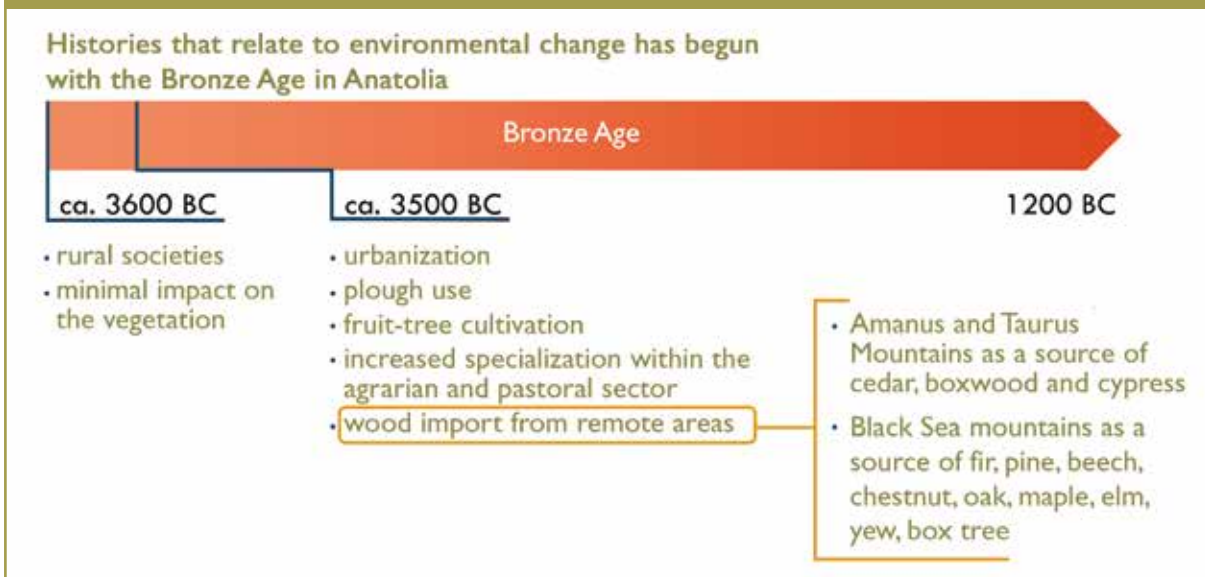 Histories that relate to environmental change has begun
with the Bronze Age in Anatolia
Bronze Age
ca. 3600 BC
ca. 3500 BC
1200 BC
• rural societies
• minimal impact on
the vegetation
• urbanization
• plough use
• fruit-tree cultivation
• increased specialization within the
agrarian and pastoral sector
• wood import from remote areas
• Amanus and Taurus
Mountains as a source of
cedar, boxwood and cypress
• Black Sea mountains as a
source of fir, pine, beech,
chestnut, oak, maple, elm,
yew, box tree